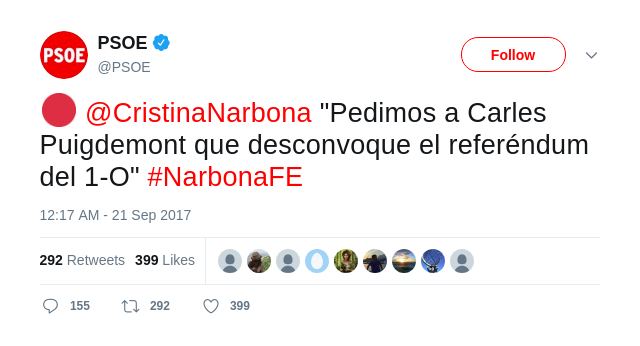 PSOE
PSOE
@PSOE
Follow
@CristinaNarbona "Pedimos a Carles
Puigdemont que desconvoque el referéndum
del 1-O" #NarbonaFE
12:17 AM - 21 Sep 2017
292 Retweets 399 Likes
155 292 399